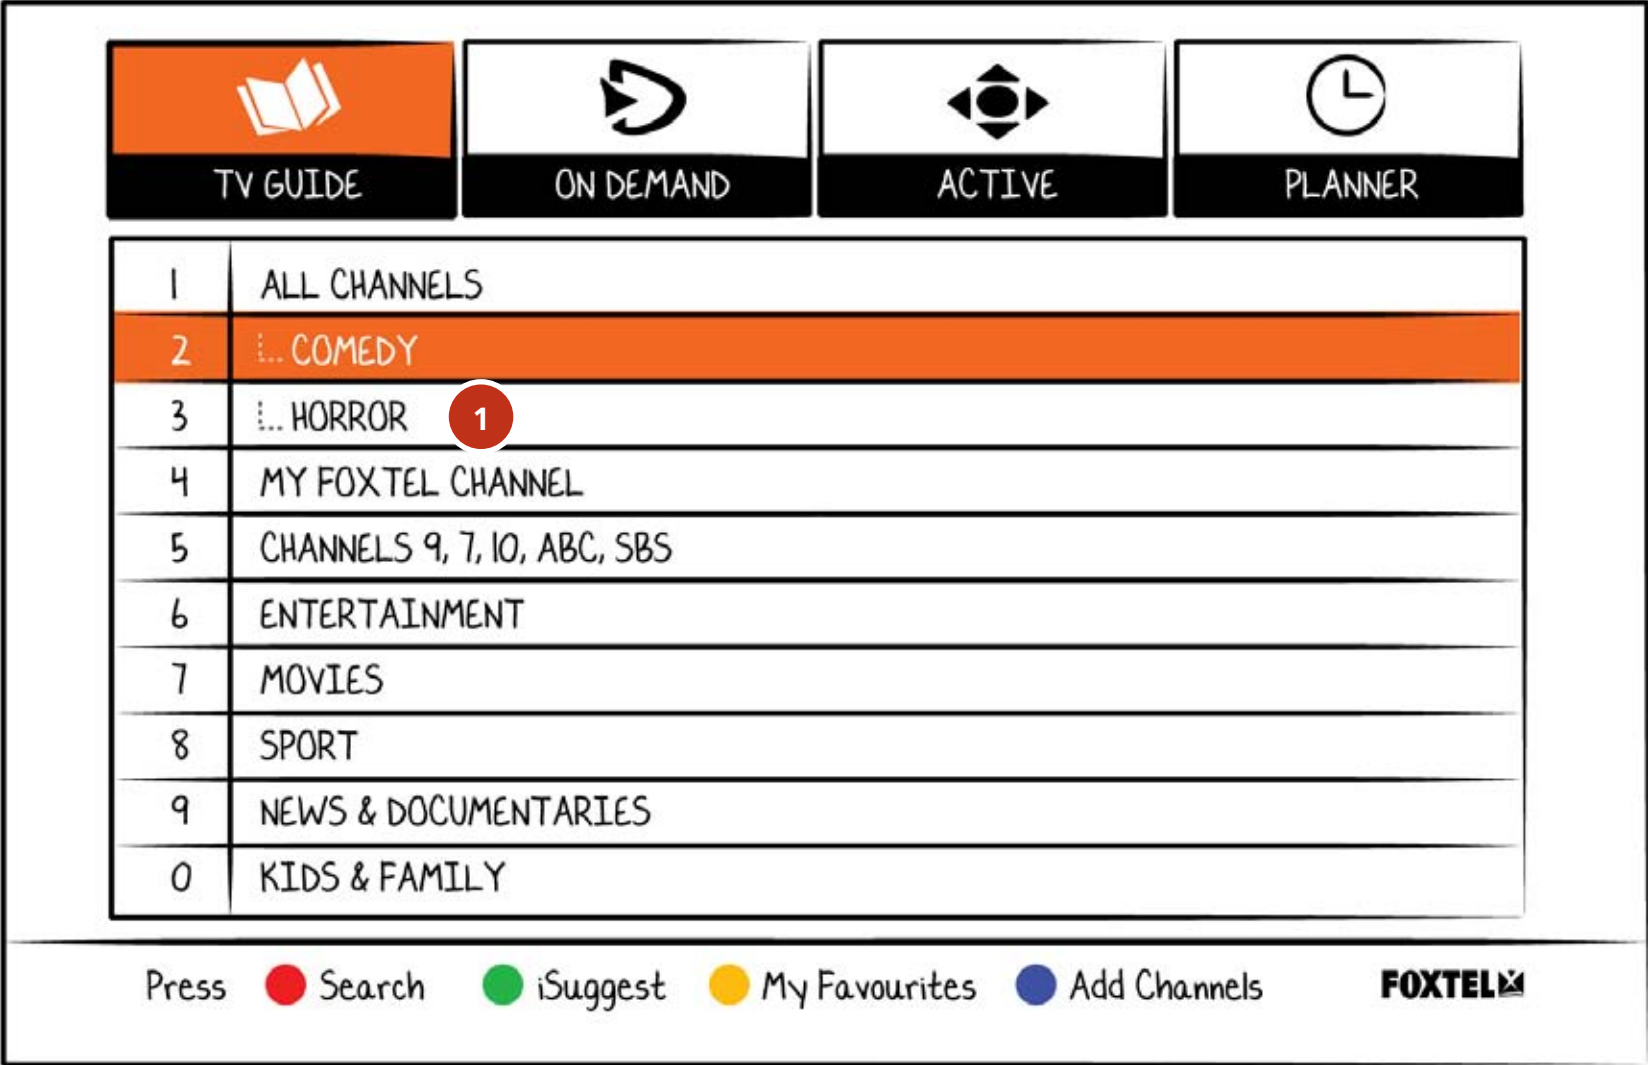 TV GUIDE ON DEMAND ACTIVE PLANNER
1 ALL CHANNELS
2 COMEDY
3 HORROR 1
4 MY FOXTEL CHANNEL
5 CHANNELS 9, 7, 10, ABC, SBS
6 ENTERTAINMENT
7 MOVIES
8 SPORT
9 NEWS & DOCUMENTARIES
0 KIDS & FAMILY
Press Search iSuggest My Favourites Add Channels FOXTEL